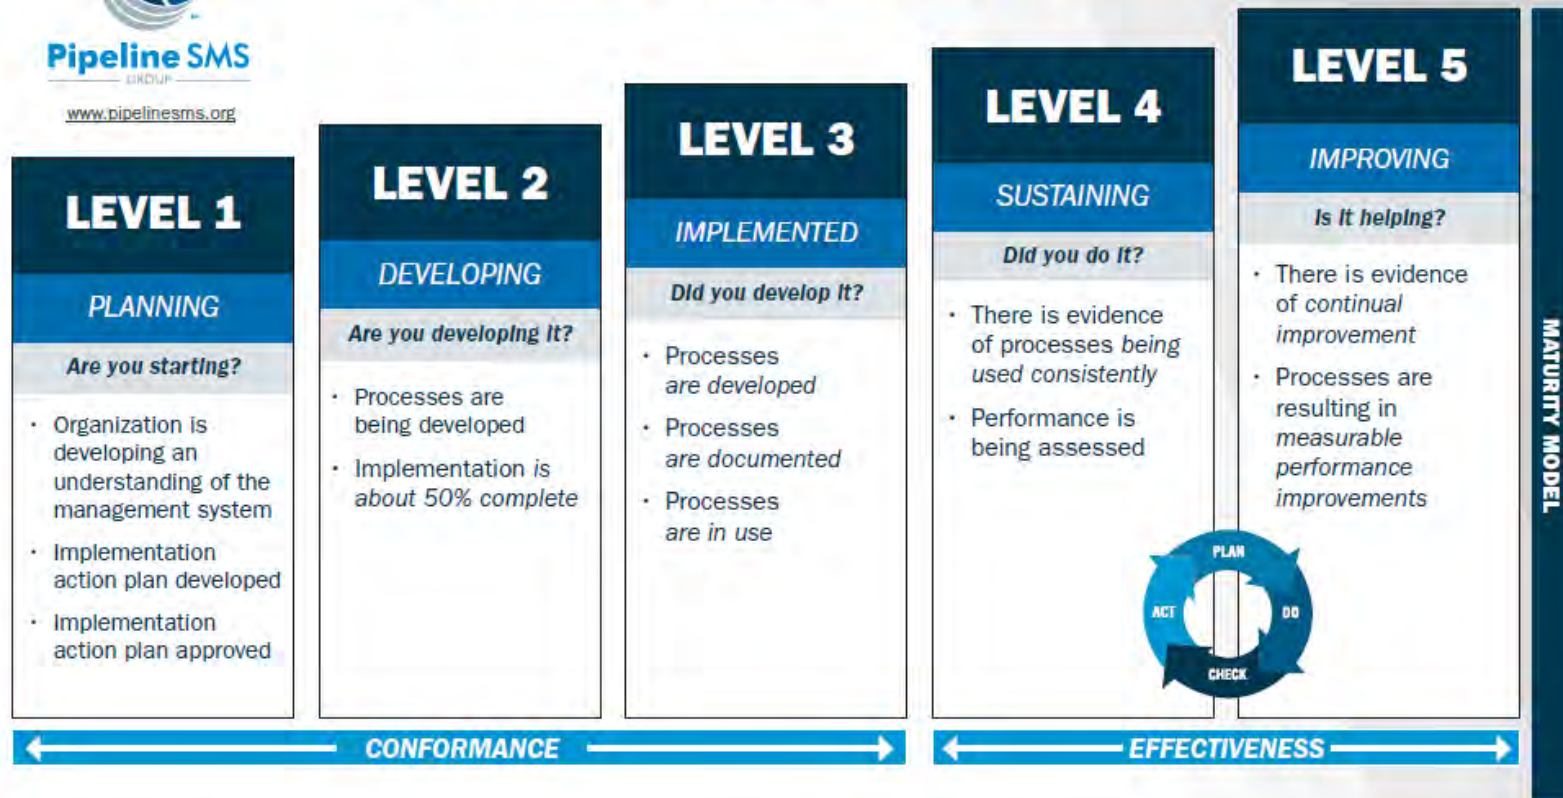 Pipeline SMS
GROUP
www.pipelinesms.org
LEVEL 1
PLANNING
Are you starting?
· Organization is
developing an
understanding of the
management system
· Implementation
action plan developed
· Implementation
action plan approved
LEVEL 2
DEVELOPING
Are you developing it?
· Processes are
being developed
· Implementation is
about 50% complete
LEVEL 3
IMPLEMENTED
Did you develop it?
· Processes
are developed
· Processes
are documented
· Processes
are in use
LEVEL 4
SUSTAINING
Did you do it?
· There is evidence
of processes being
used consistently
· Performance is
being assessed
LEVEL 5
IMPROVING
Is it helping?
· There is evidence
of continual
improvement
· Processes are
resulting in
measurable
performance
improvements
PLAN
DO
CHECK
ACT
CONFORMANCE
EFFECTIVENESS
MATURITY MODEL